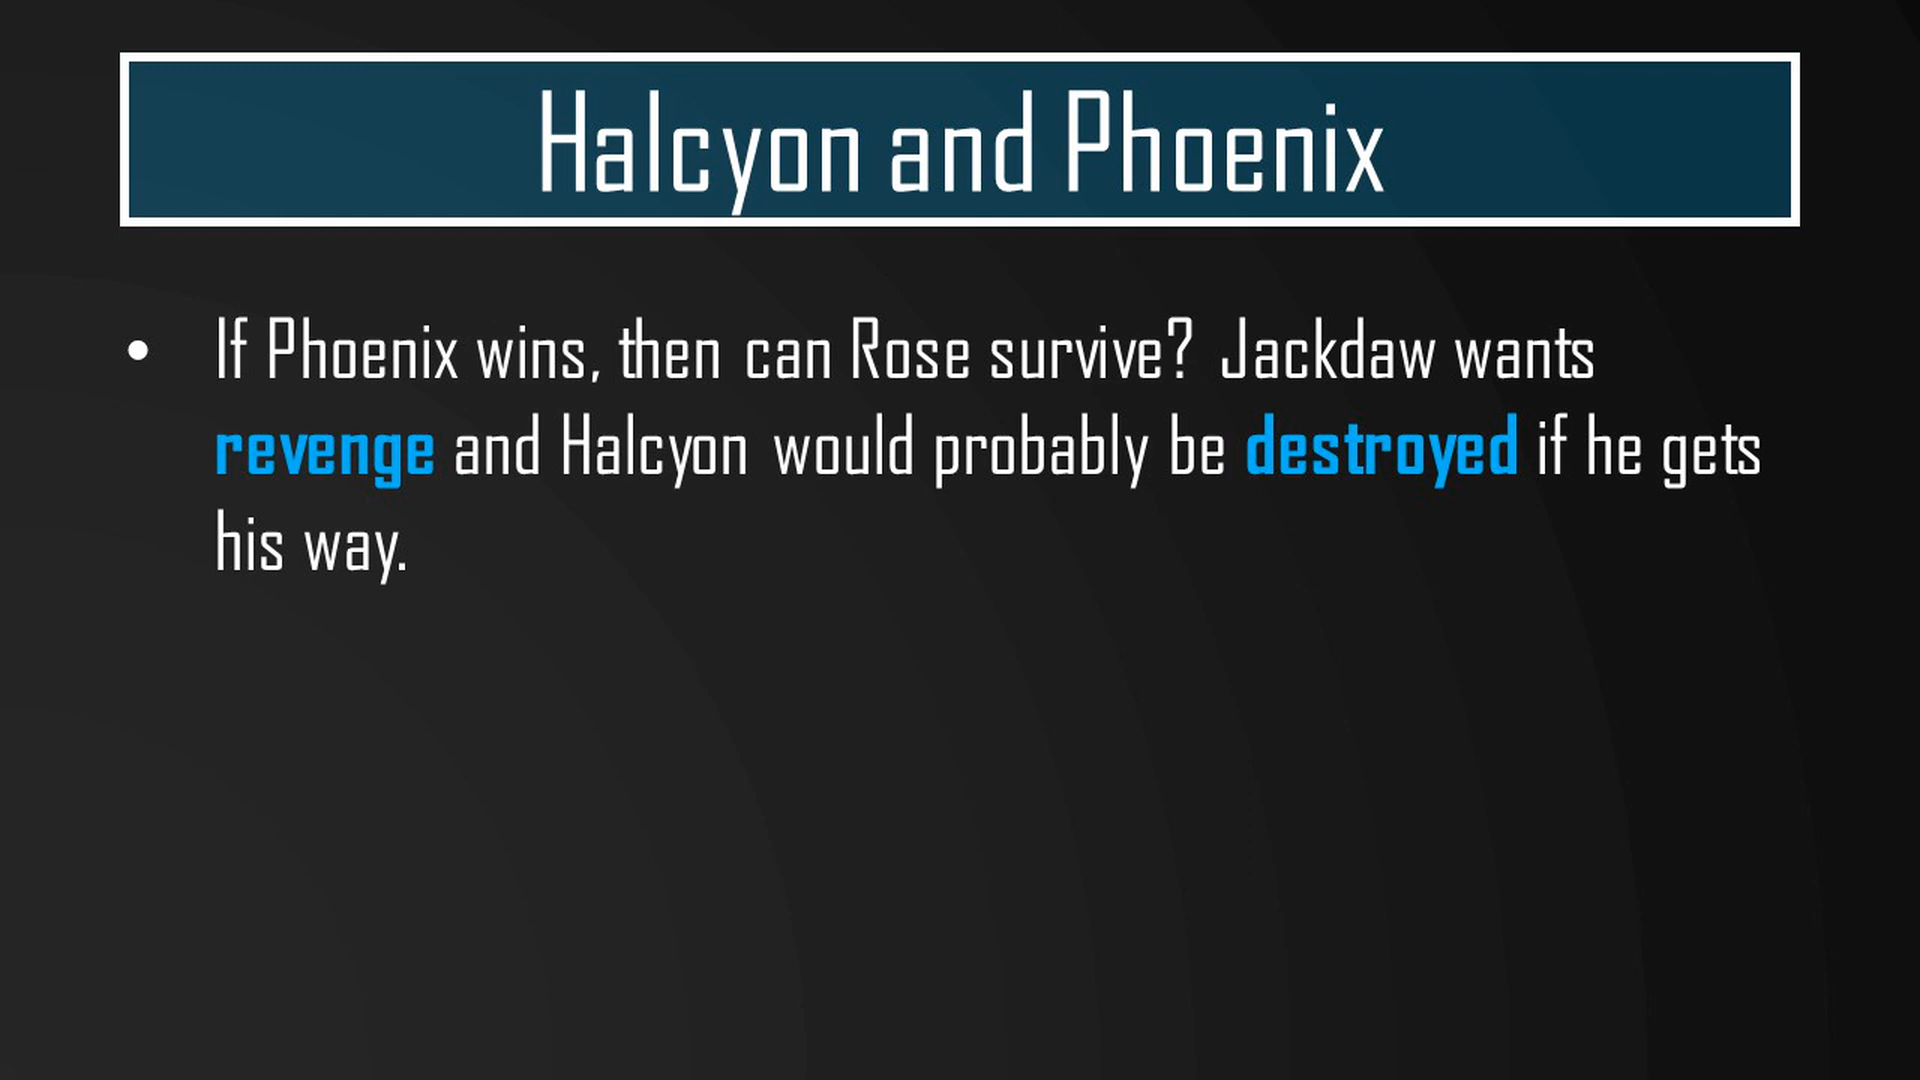 Halcyon and Phoenix
• If Phoenix wins, then can Rose survive? Jackdaw wants
revenge and Halcyon would probably be destroyed if he gets
his way.